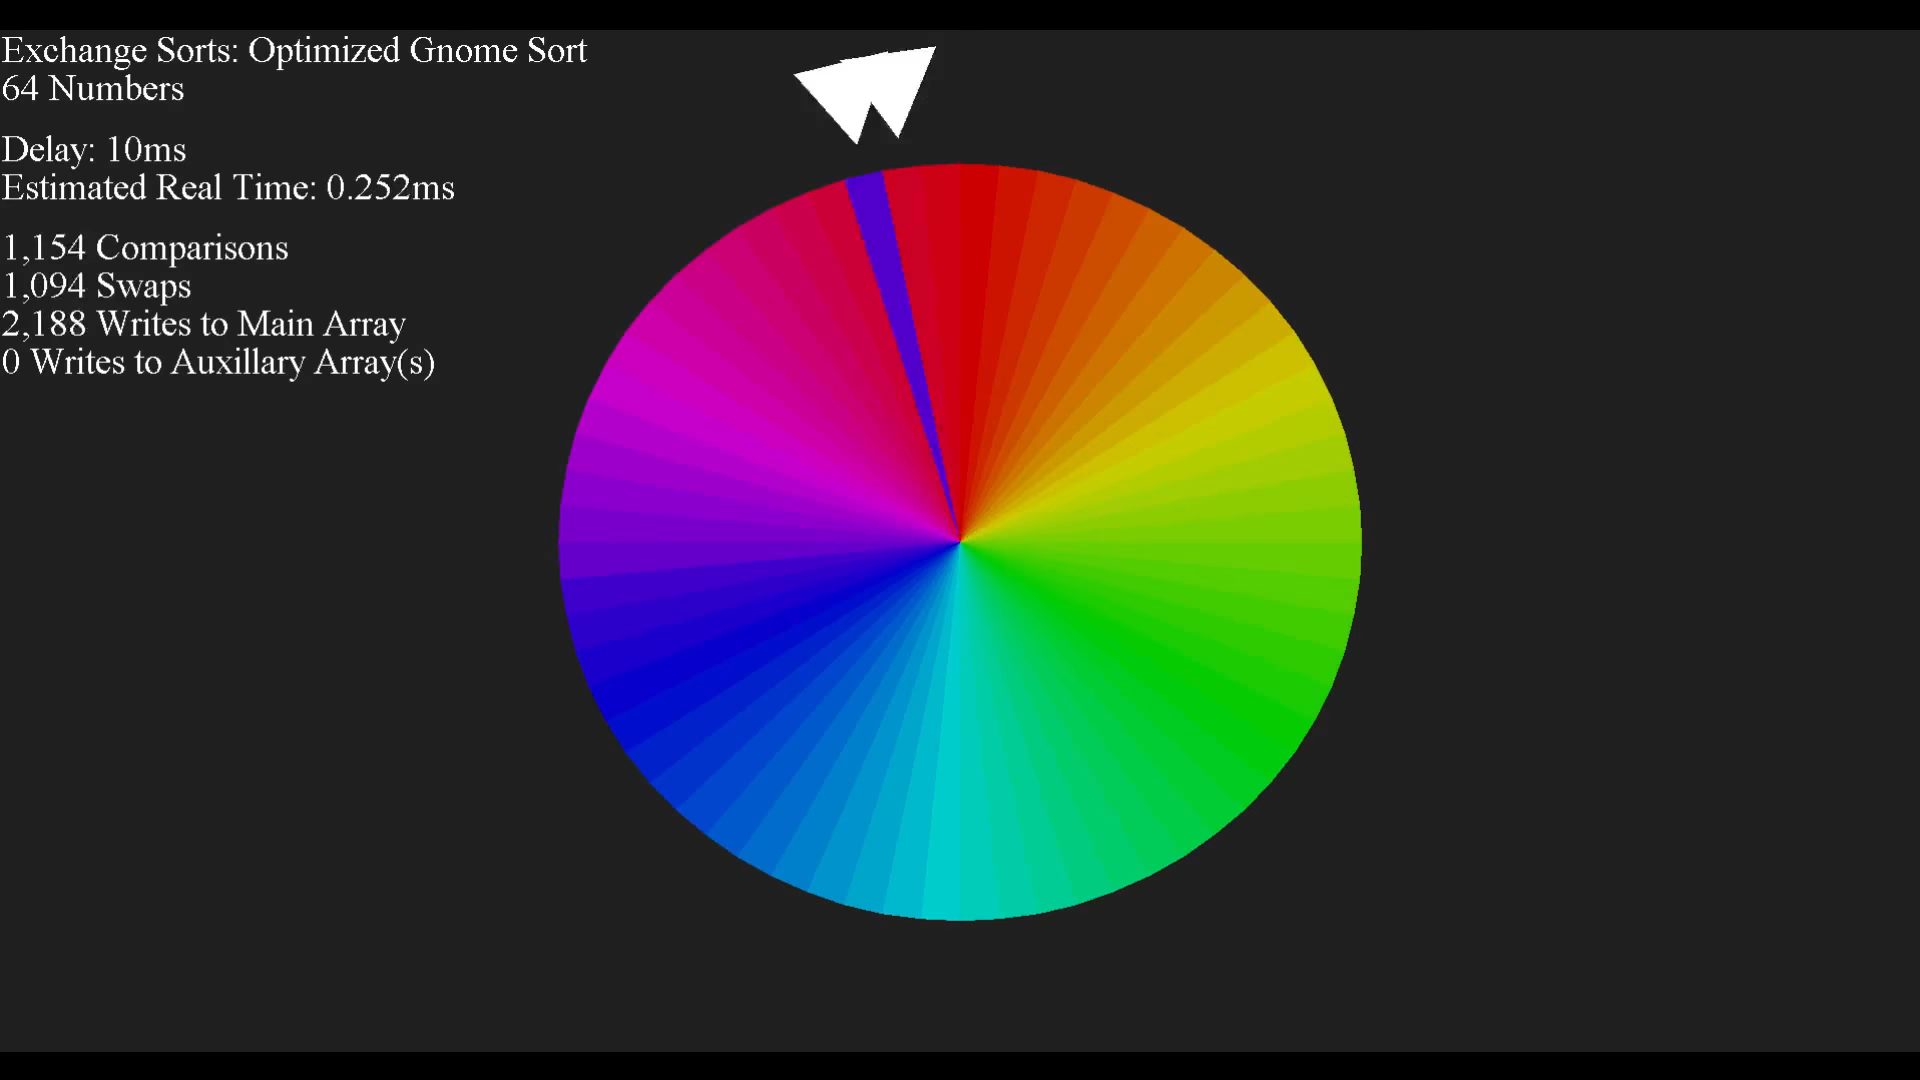 Exchange Sorts: Optimized Gnome Sort
64 Numbers
Delay: 10ms
Estimated Real Time: 0.252ms
1,154 Comparisons
1,094 Swaps
2,188 Writes to Main Array
0 Writes to Auxillary Array(s)